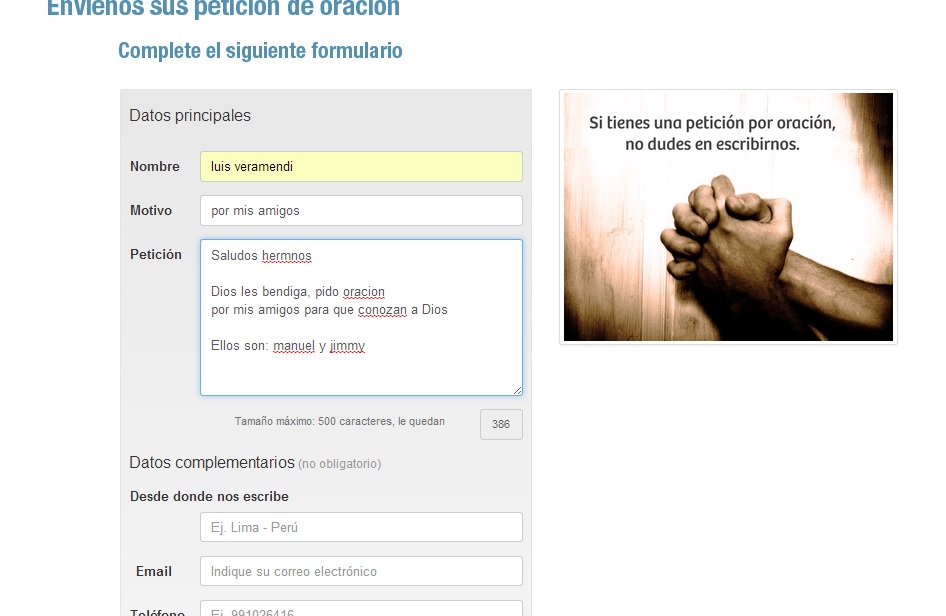 Envíenos sus petición de oración
Complete el siguiente formulario
Datos principales
Si tienes una petición por oración,
no dudes en escribirnos.
Nombre luis veramendi
Motivo por mis amigos
Petición Saludos hermnos
Dios les bendiga, pido oracion
por mis amigos para que conozan a Dios
Ellos son: manuel y jimmy
Tamaño máximo: 500 caracteres, le quedan 386
Datos complementarios (no obligatorio)
Desde donde nos escribe
Ej. Lima - Perú
Email Indique su correo electrónico
Teléfono Ej. 991026416